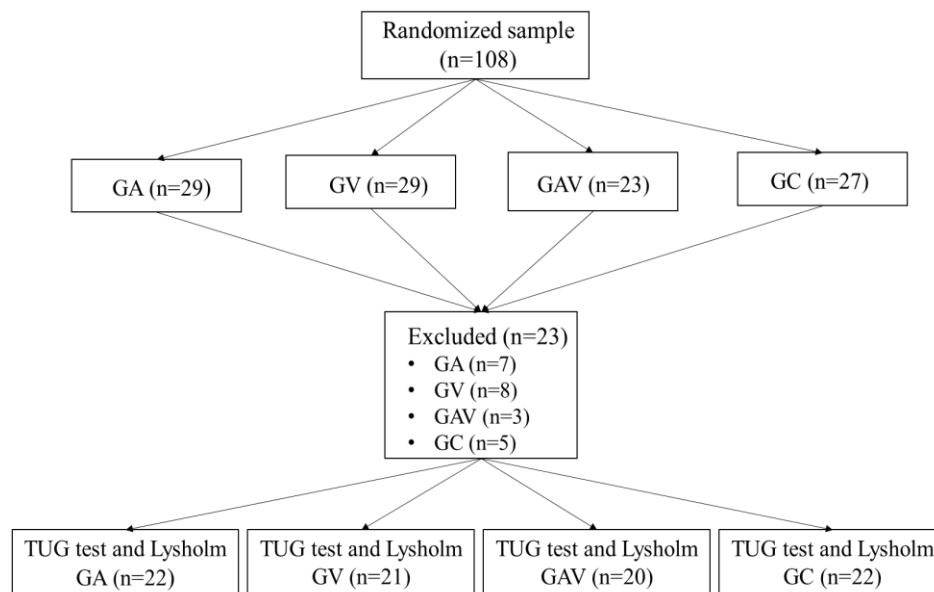 Randomized sample
(n=108)
GA (n=29)
GV (n=29)
GAV (n=23)
GC (n=27)
Excluded (n=23)
• GA (n=7)
• GV (n=8)
• GAV (n=3)
• GC (n=5)
TUG test and Lysholm
GA (n=22)
TUG test and Lysholm
GV (n=21)
TUG test and Lysholm
GAV (n=20)
TUG test and Lysholm
GC (n=22)